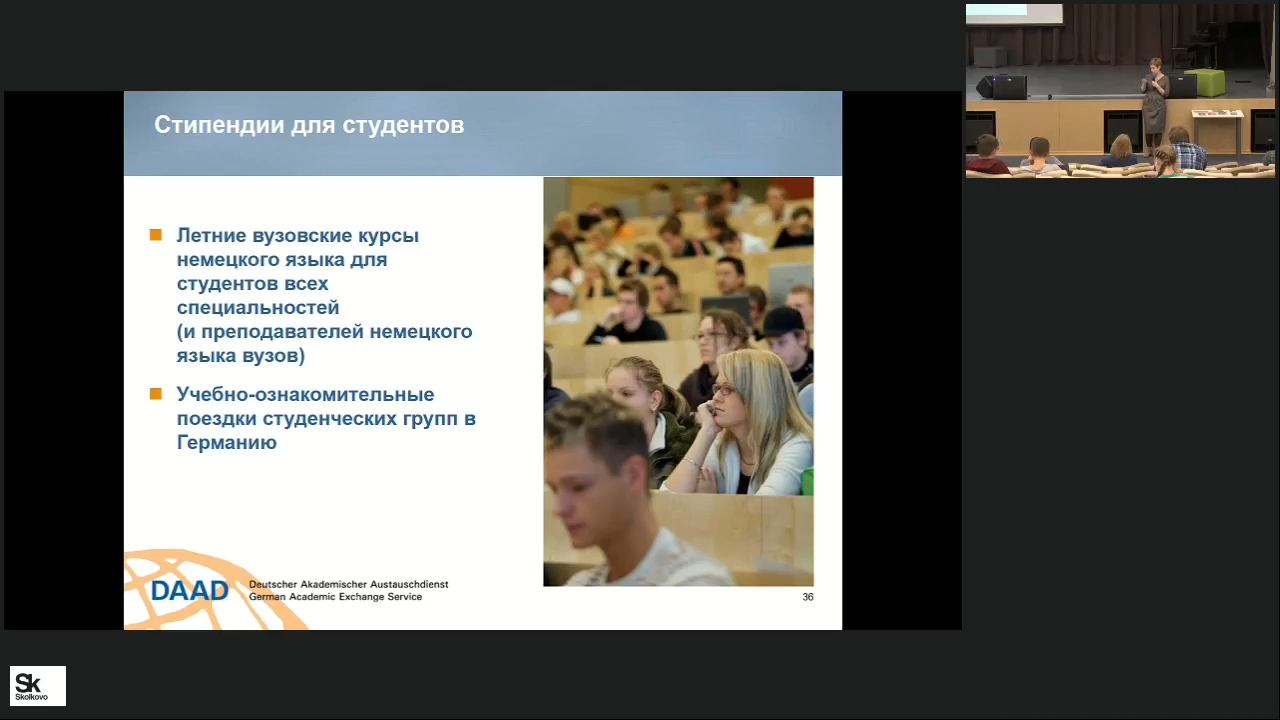 Стипендии для студентов
Летние вузовские курсы
немецкого языка для
студентов всех
специальностей
(и преподавателей немецкого
языка вузов)
Учебно-ознакомительные
поездки студенческих групп в
Германию
DAAD
Deutscher Akademischer Austauschdienst
German Academic Exchange Service
36
Sk
Skolkovo